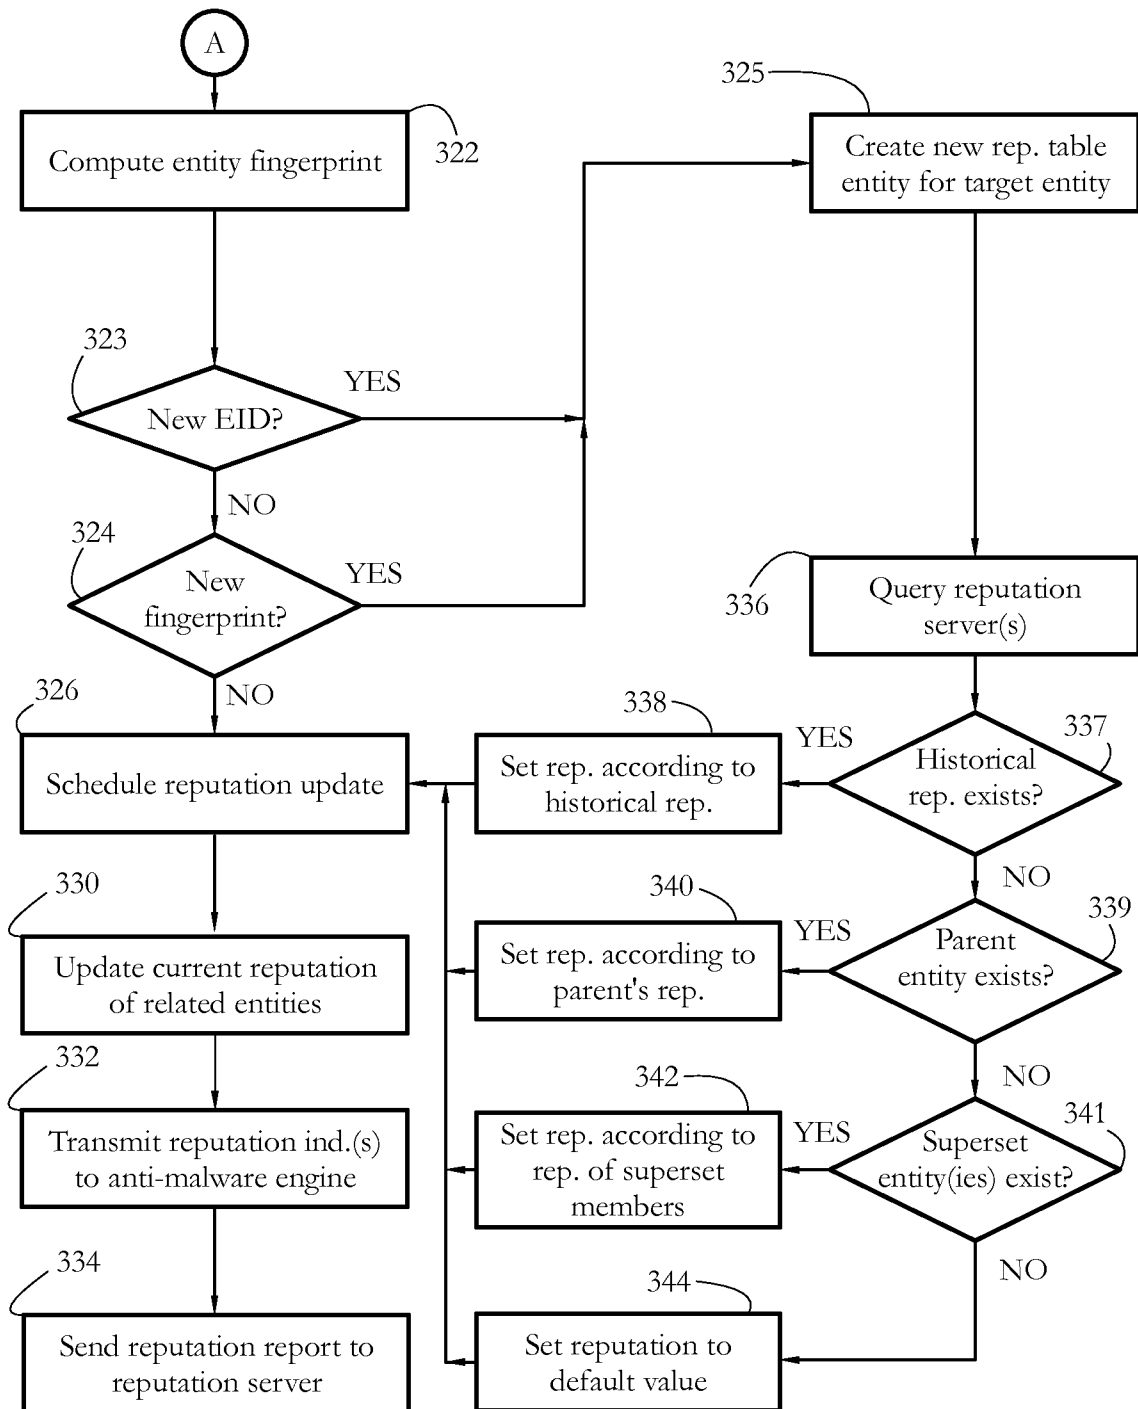 A
322
Compute entity fingerprint
325
Create new rep. table
entity for target entity
323
New EID?
YES
NO
324
New
fingerprint?
YES
NO
336
Query reputation
server(s)
326
Schedule reputation update
338
Set rep. according to
historical rep.
YES
337
Historical
rep. exists?
NO
330
Update current reputation
of related entities
340
Set rep. according to
parent's rep.
YES
339
Parent
entity exists?
NO
332
Transmit reputation ind.(s)
to anti-malware engine
342
Set rep. according to
rep. of superset
members
YES
341
Superset
entity(ies) exist?
NO
334
Send reputation report to
reputation server
344
Set reputation to
default value